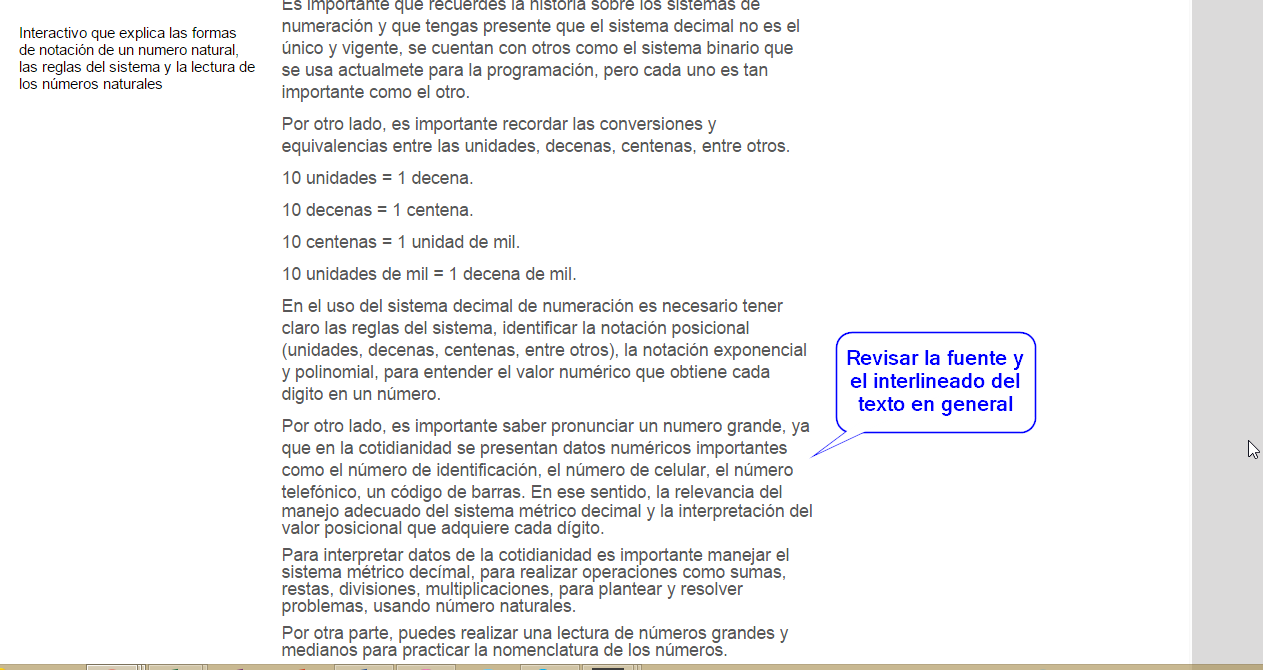 Interactivo que explica las formas
de notación de un numero natural,
las reglas del sistema y la lectura de
los números naturales
Es importante que recuerdes la historia sobre los sistemas de
numeración y que tengas presente que el sistema decimal no es el
único y vigente, se cuentan con otros como el sistema binario que
se usa actualmete para la programación, pero cada uno es tan
importante como el otro.
Por otro lado, es importante recordar las conversiones y
equivalencias entre las unidades, decenas, centenas, entre otros.
10 unidades = 1 decena.
10 decenas = 1 centena.
10 centenas = 1 unidad de mil.
10 unidades de mil = 1 decena de mil.
En el uso del sistema decimal de numeración es necesario tener
claro las reglas del sistema, identificar la notación posicional
(unidades, decenas, centenas, entre otros), la notación exponencial
y polinomial, para entender el valor numérico que obtiene cada
digito en un número.
Por otro lado, es importante saber pronunciar un numero grande, ya
que en la cotidianidad se presentan datos numéricos importantes
como el número de identificación, el número de celular, el número
telefónico, un código de barras. En ese sentido, la relevancia del
manejo adecuado del sistema métrico decimal y la interpretación del
valor posicional que adquiere cada dígito.
Para interpretar datos de la cotidianidad es importante manejar el
sistema métrico decímal, para realizar operaciones como sumas,
restas, divisiones, multiplicaciones, para plantear y resolver
problemas, usando número naturales.
Por otra parte, puedes realizar una lectura de números grandes y
medianos para practicar la nomenclatura de los números.
Revisar la fuente y
el interlineado del
texto en general